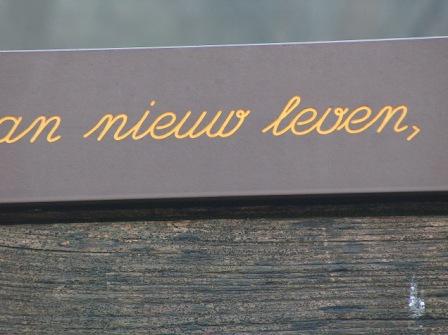 an nieuw leven,